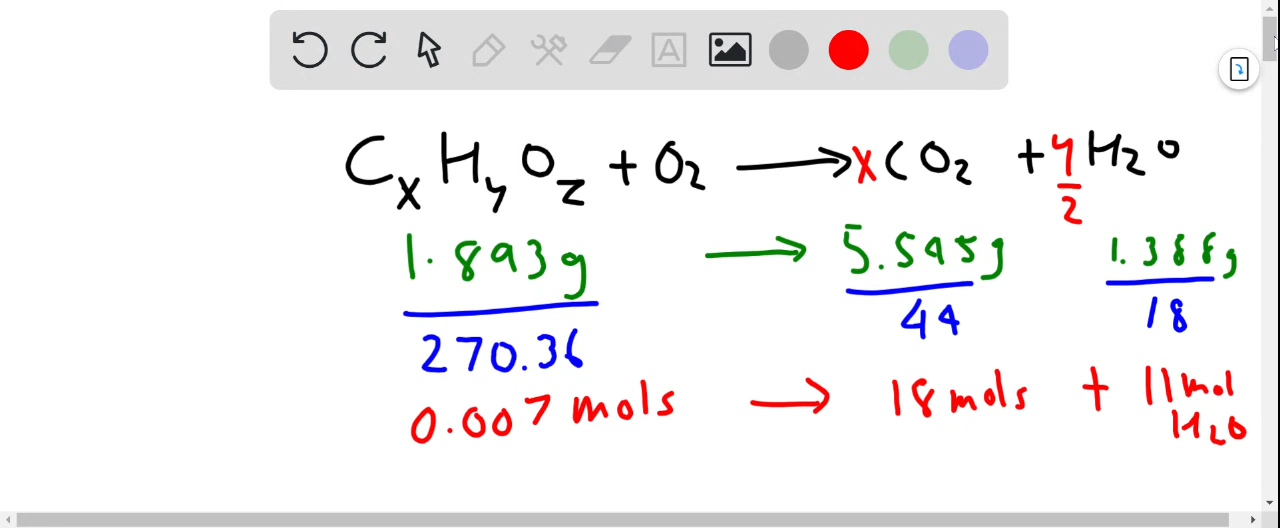 CxHyOz + O2 → xCO2 + y/2 H2O
1.893g → 5.545g 1.388g
270.36 44 18
0.007 mols → 18 mols + 11 mol
H2O